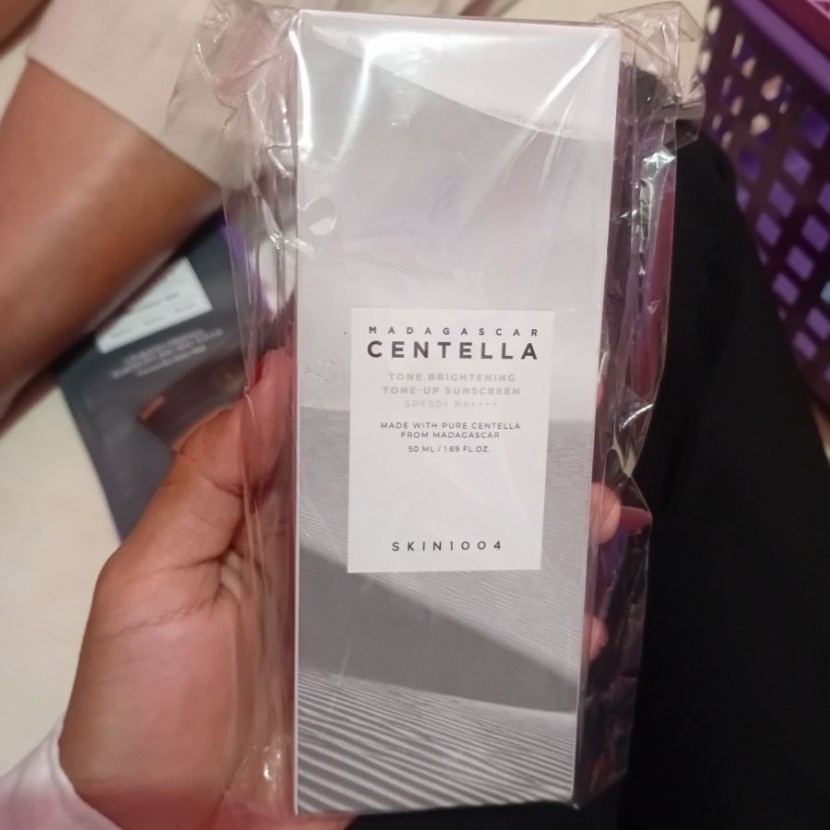 MADAGASCAR
CENTELLA
TONE BRIGHTENING
TONE-UP SUNSCREEN
SPF50+ PA++++
MADE WITH PURE CENTELLA
FROM MADAGASCAR
50 ML / 1.69 FL.OZ.
SKIN1004